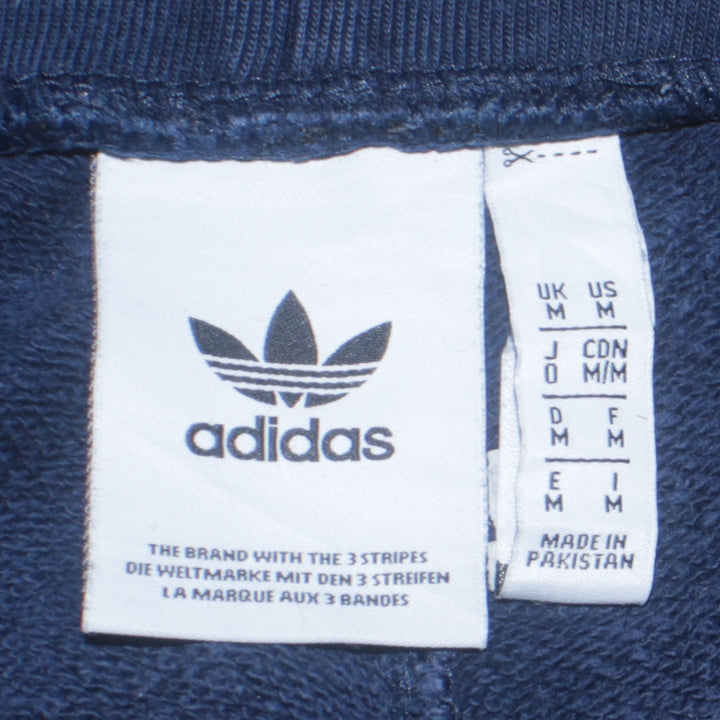 adidas
THE BRAND WITH THE 3 STRIPES
DIE WELTMARKE MIT DEN 3 STREIFEN
LA MARQUE AUX 3 BANDES
UK US
M M
J CDN
O M/M
D F
M M
E I
M M
MADE IN
PAKISTAN